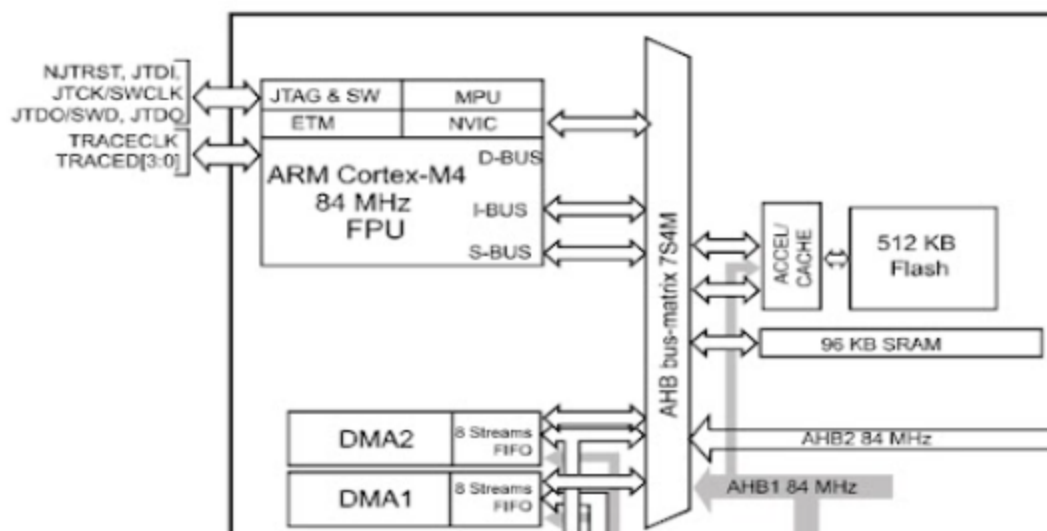 NJTRST, JTDI,
JTCK/SWCLK
JTDO/SWD, JTDO
TRACECLK
TRACED[3:0]
JTAG & SW
MPU
ETM
NVIC
D-BUS
ARM Cortex-M4
84 MHz
FPU
I-BUS
S-BUS
AHB bus-matrix 7S4M
ACCEL/
CACHE
512 KB
Flash
96 KB SRAM
DMA2
8 Streams
FIFO
AHB2 84 MHz
DMA1
8 Streams
FIFO
AHB1 84 MHz